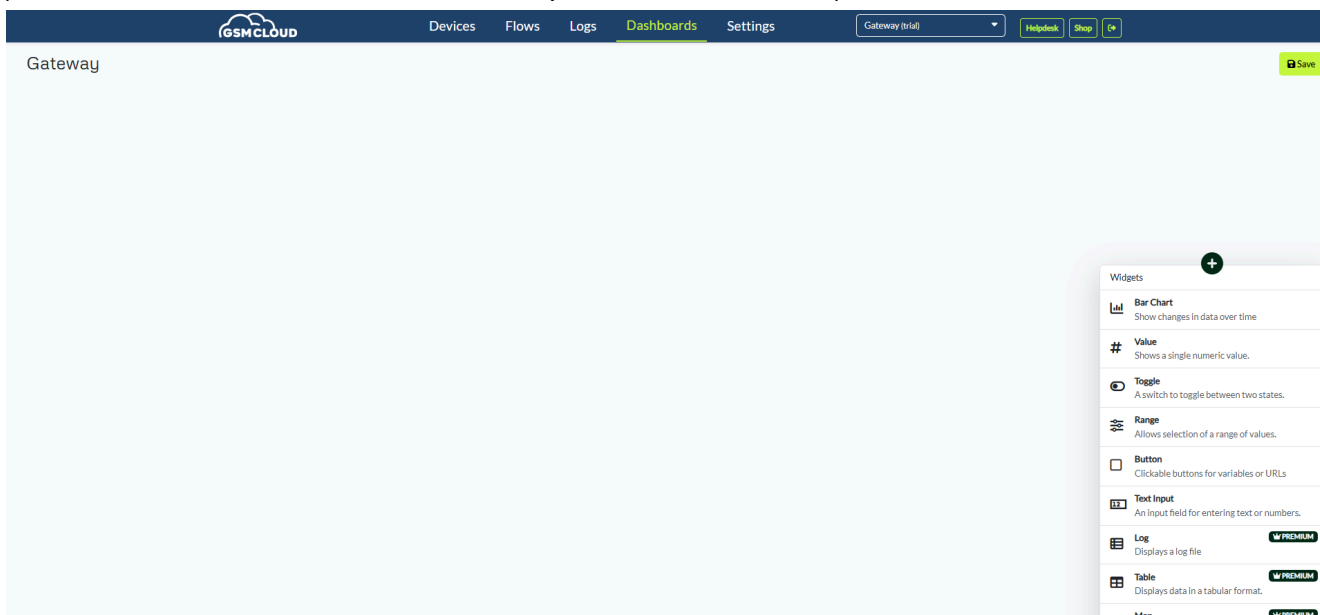 GSMCLOUD Devices Flows Logs Dashboards Settings Gateway (trial) Helpdesk Shop
Gateway Save
Widgets
Bar Chart
Show changes in data over time
Value
Shows a single numeric value.
Toggle
A switch to toggle between two states.
Range
Allows selection of a range of values.
Button
Clickable buttons for variables or URLs
Text Input
An input field for entering text or numbers.
Log PREMIUM
Displays a log file
Table PREMIUM
Displays data in a tabular format.